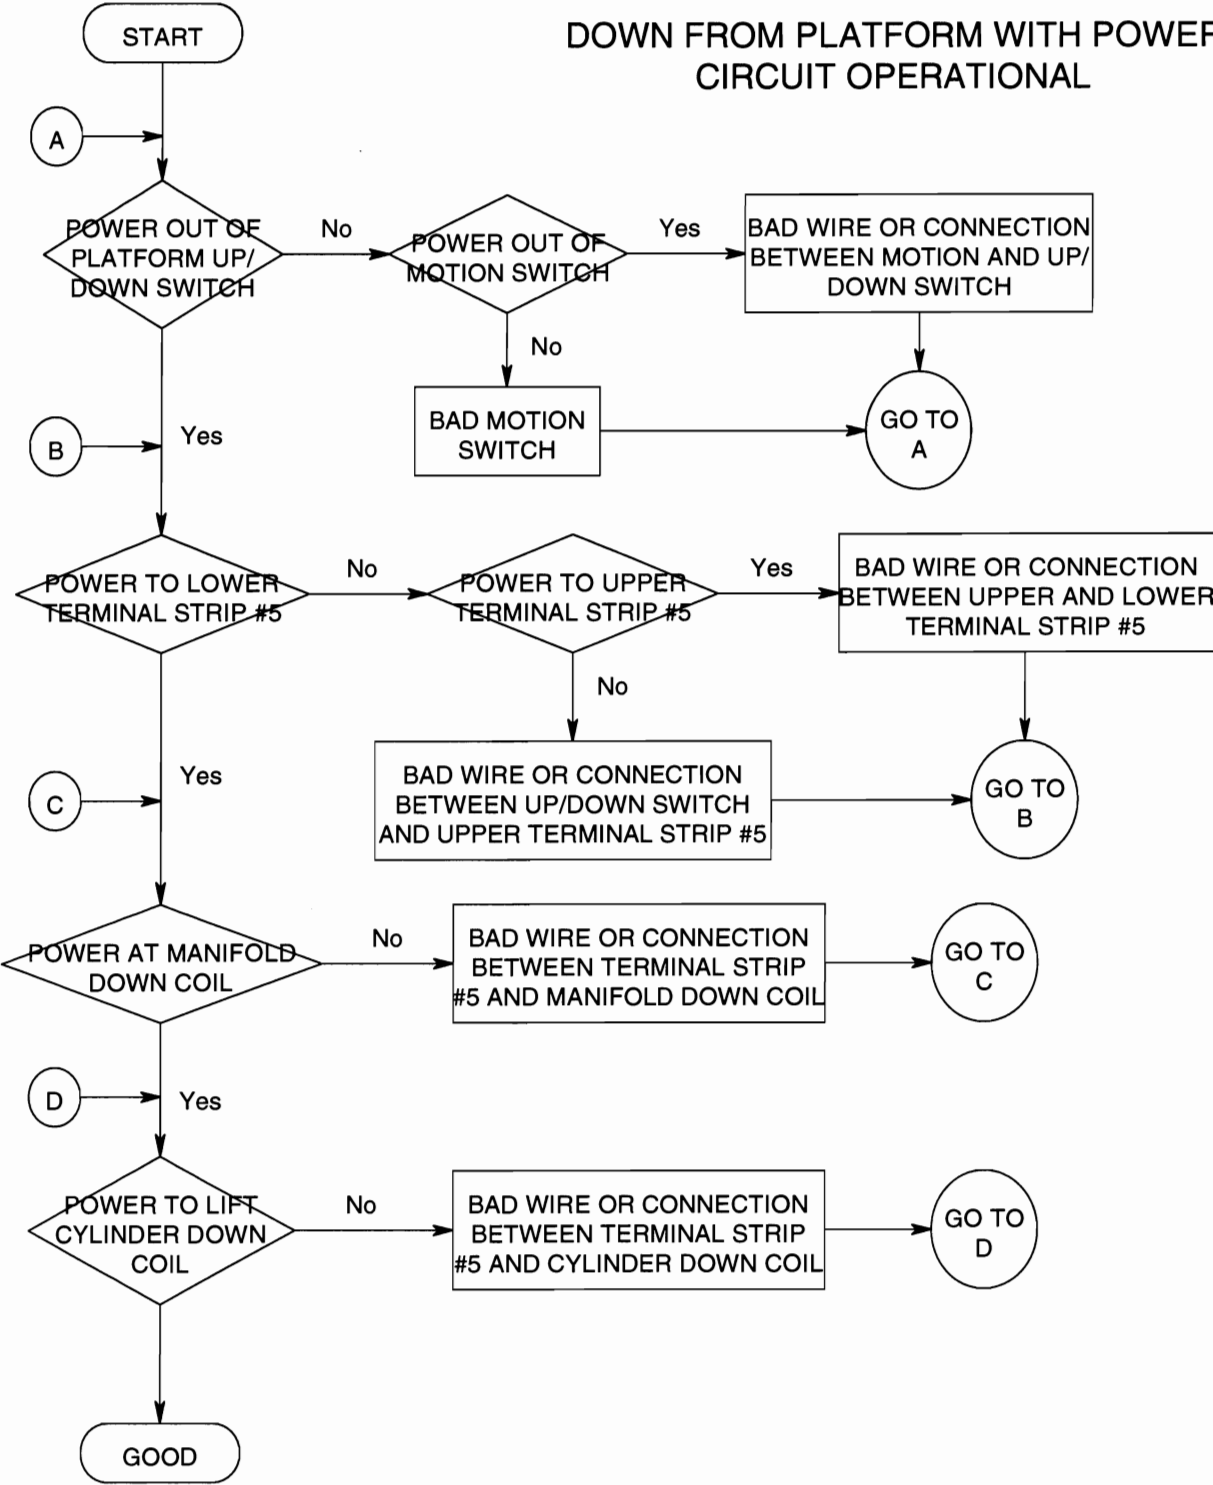 START
DOWN FROM PLATFORM WITH POWER
CIRCUIT OPERATIONAL
A
POWER OUT OF
PLATFORM UP/
DOWN SWITCH
No
POWER OUT OF
MOTION SWITCH
Yes
BAD WIRE OR CONNECTION
BETWEEN MOTION AND UP/
DOWN SWITCH
No
BAD MOTION
SWITCH
GO TO
A
B
Yes
POWER TO LOWER
TERMINAL STRIP #5
No
POWER TO UPPER
TERMINAL STRIP #5
Yes
BAD WIRE OR CONNECTION
BETWEEN UPPER AND LOWER
TERMINAL STRIP #5
No
BAD WIRE OR CONNECTION
BETWEEN UP/DOWN SWITCH
AND UPPER TERMINAL STRIP #5
GO TO
B
C
Yes
POWER AT MANIFOLD
DOWN COIL
No
BAD WIRE OR CONNECTION
BETWEEN TERMINAL STRIP
#5 AND MANIFOLD DOWN COIL
GO TO
C
D
Yes
POWER TO LIFT
CYLINDER DOWN
COIL
No
BAD WIRE OR CONNECTION
BETWEEN TERMINAL STRIP
#5 AND CYLINDER DOWN COIL
GO TO
D
GOOD